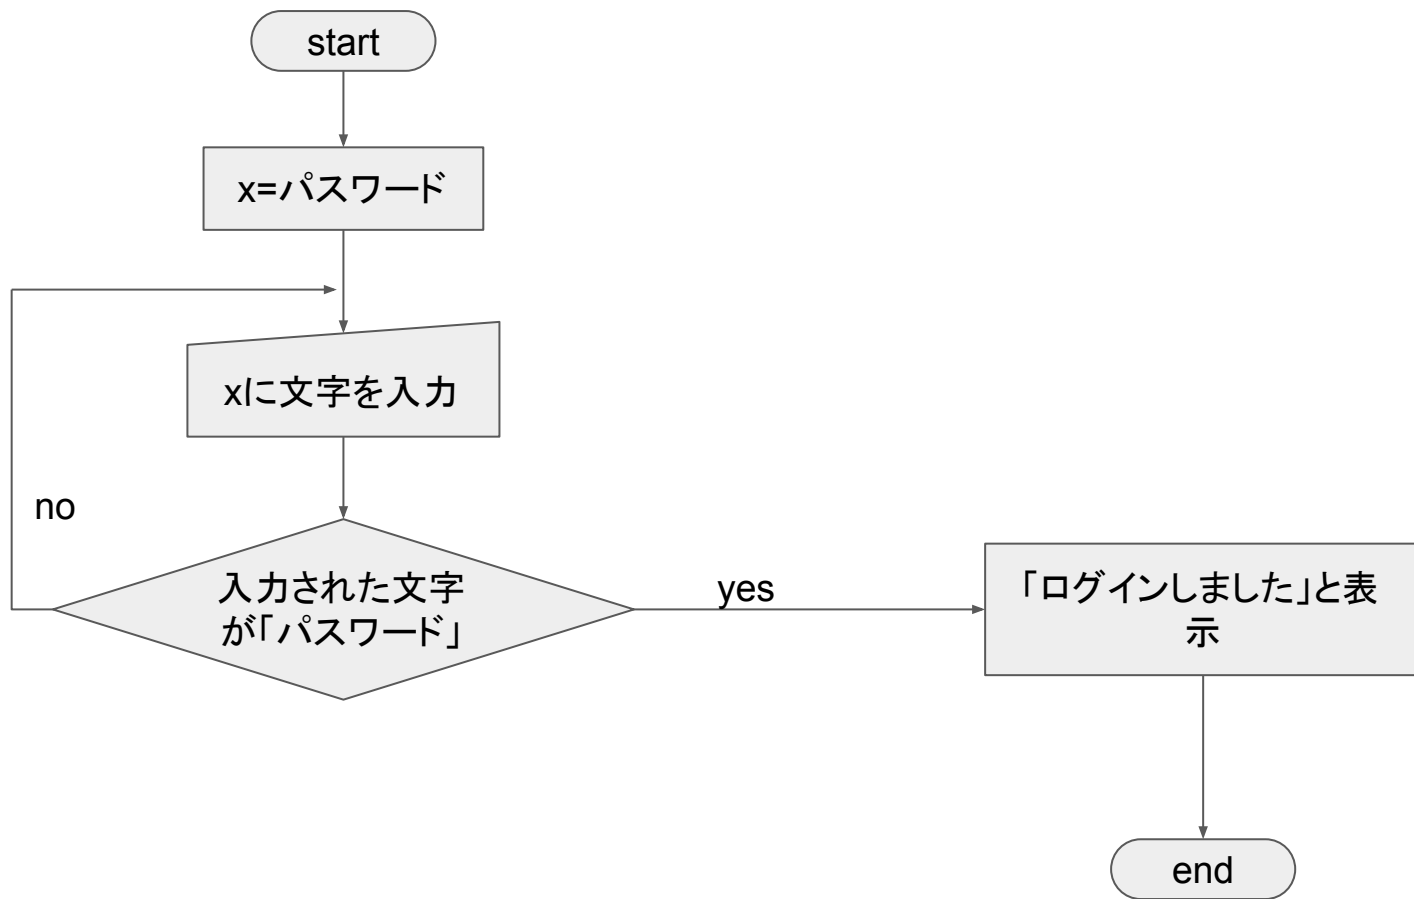 start
x=パスワード
xに文字を入力
no
入力された文字
が「パスワード」
yes
「ログインしました」と表
示
end